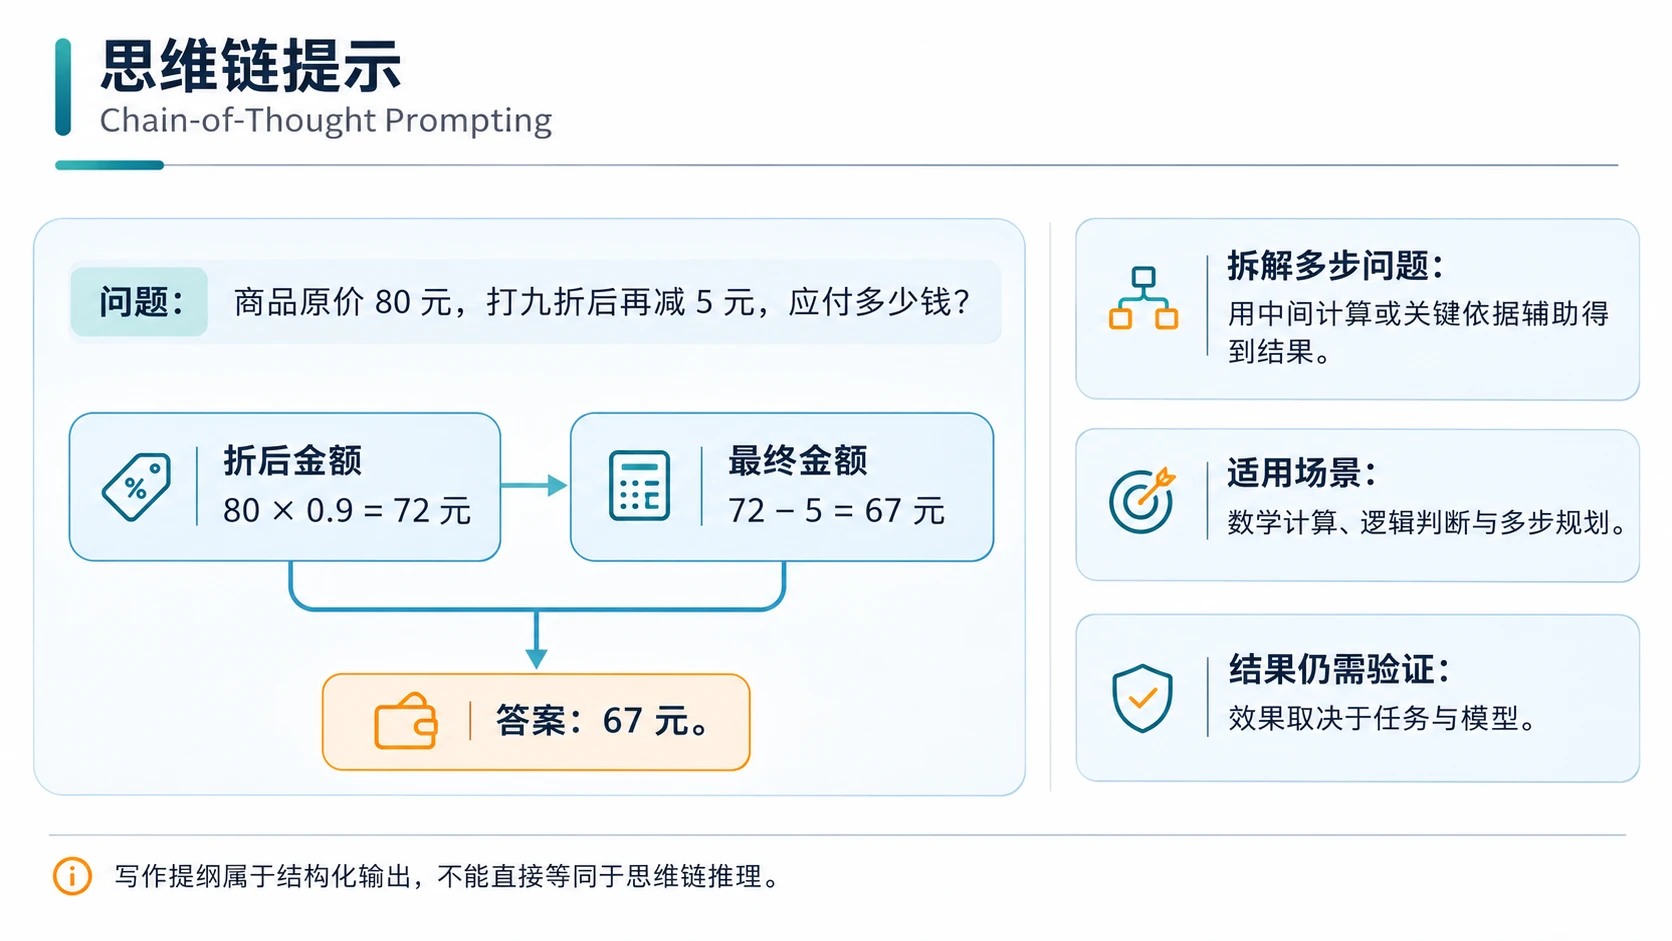 思维链提示
Chain-of-Thought Prompting
问题： 商品原价 80 元，打九折后再减 5 元，应付多少钱？
折后金额
80 × 0.9 = 72 元
最终金额
72 − 5 = 67 元
答案：67 元。
拆解多步问题：
用中间计算或关键依据辅助得
到结果。
适用场景：
数学计算、逻辑判断与多步规划。
结果仍需验证：
效果取决于任务与模型。
写作提纲属于结构化输出，不能直接等同于思维链推理。